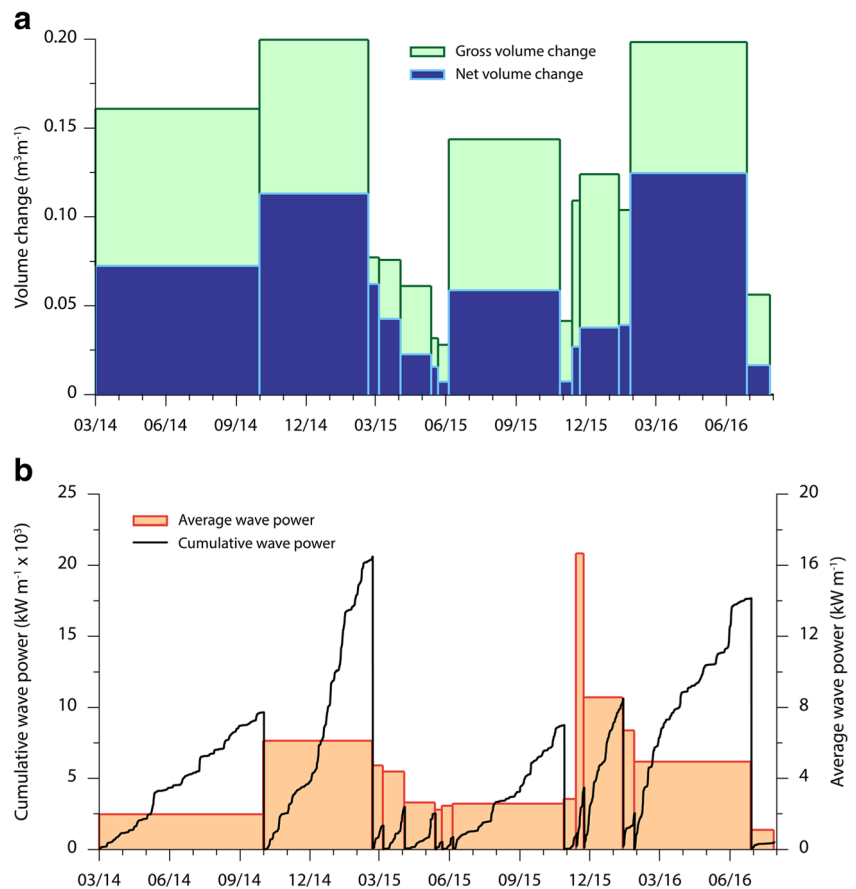 a
0.20
0.15
0.10
0.05
0
Volume change (m³m⁻¹)
Gross volume change
Net volume change
03/14 06/14 09/14 12/14 03/15 06/15 09/15 12/15 03/16 06/16
b
25
20
15
10
5
0
Cumulative wave power (kW m⁻¹ x 10³)
Average wave power
Cumulative wave power
20
16
12
8
4
0
Average wave power (kW m⁻¹)
03/14 06/14 09/14 12/14 03/15 06/15 09/15 12/15 03/16 06/16